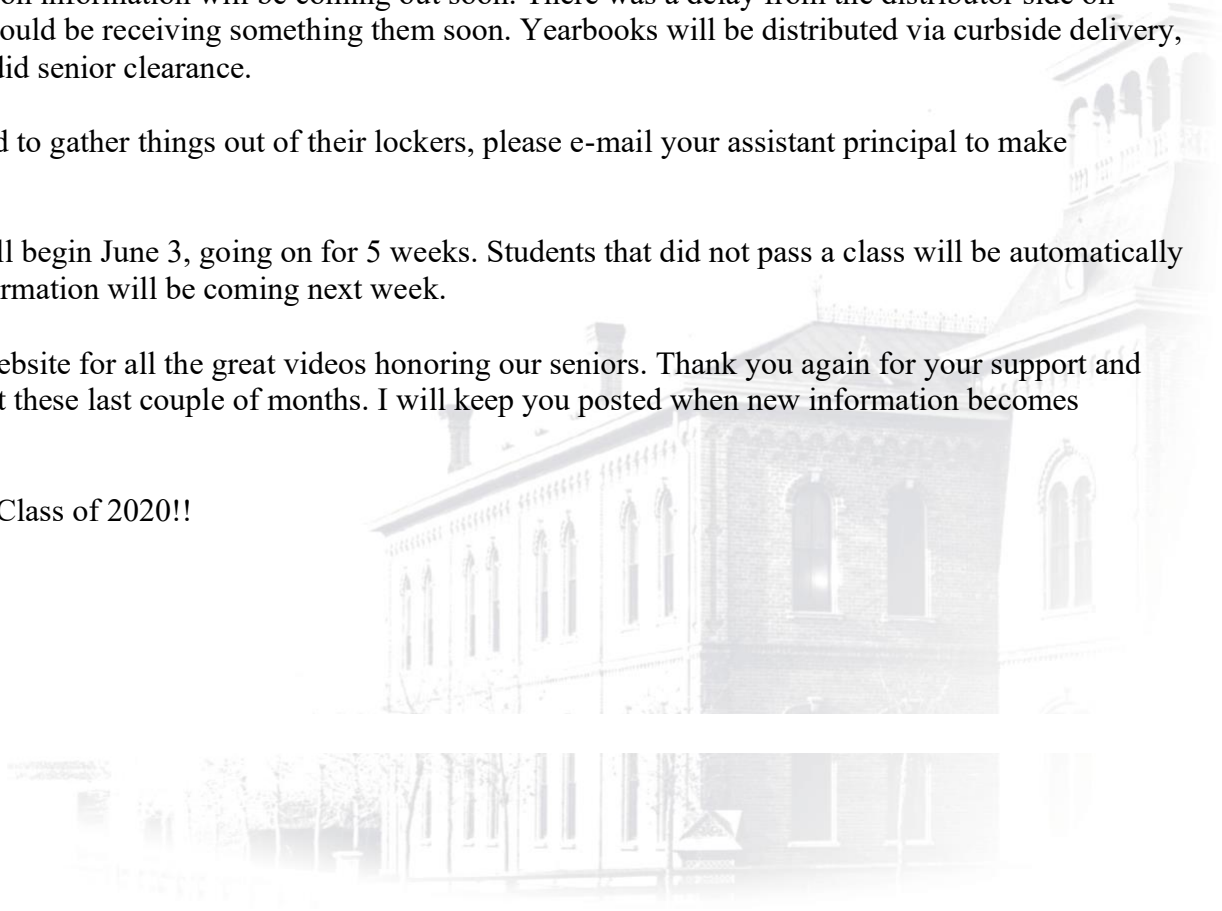 on information will be coming out soon. There was a delay from the distributor side on
ould be receiving something them soon. Yearbooks will be distributed via curbside delivery,
did senior clearance.
d to gather things out of their lockers, please e-mail your assistant principal to make
ll begin June 3, going on for 5 weeks. Students that did not pass a class will be automatically
rmation will be coming next week.
ebsite for all the great videos honoring our seniors. Thank you again for your support and
t these last couple of months. I will keep you posted when new information becomes
Class of 2020!!